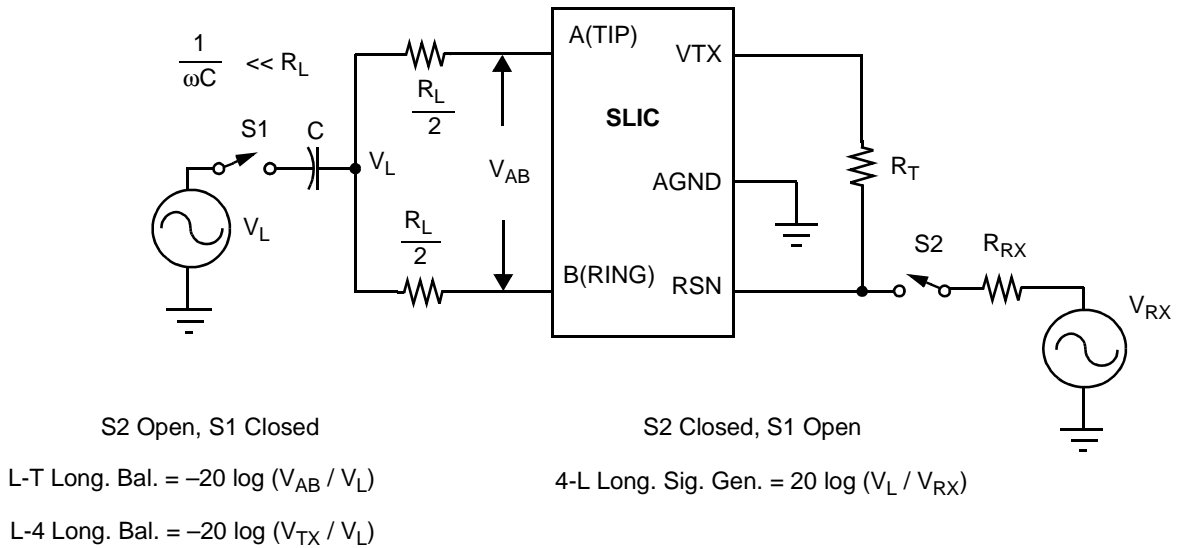 A(TIP)
VTX
1
ωC
<< R_L
R_L
2
SLIC
S1
C
V_L
V_AB
R_T
AGND
V_L
R_L
2
S2
R_RX
B(RING)
RSN
V_RX
S2 Open, S1 Closed
S2 Closed, S1 Open
L-T Long. Bal. = –20 log (V_AB / V_L)
4-L Long. Sig. Gen. = 20 log (V_L / V_RX)
L-4 Long. Bal. = –20 log (V_TX / V_L)